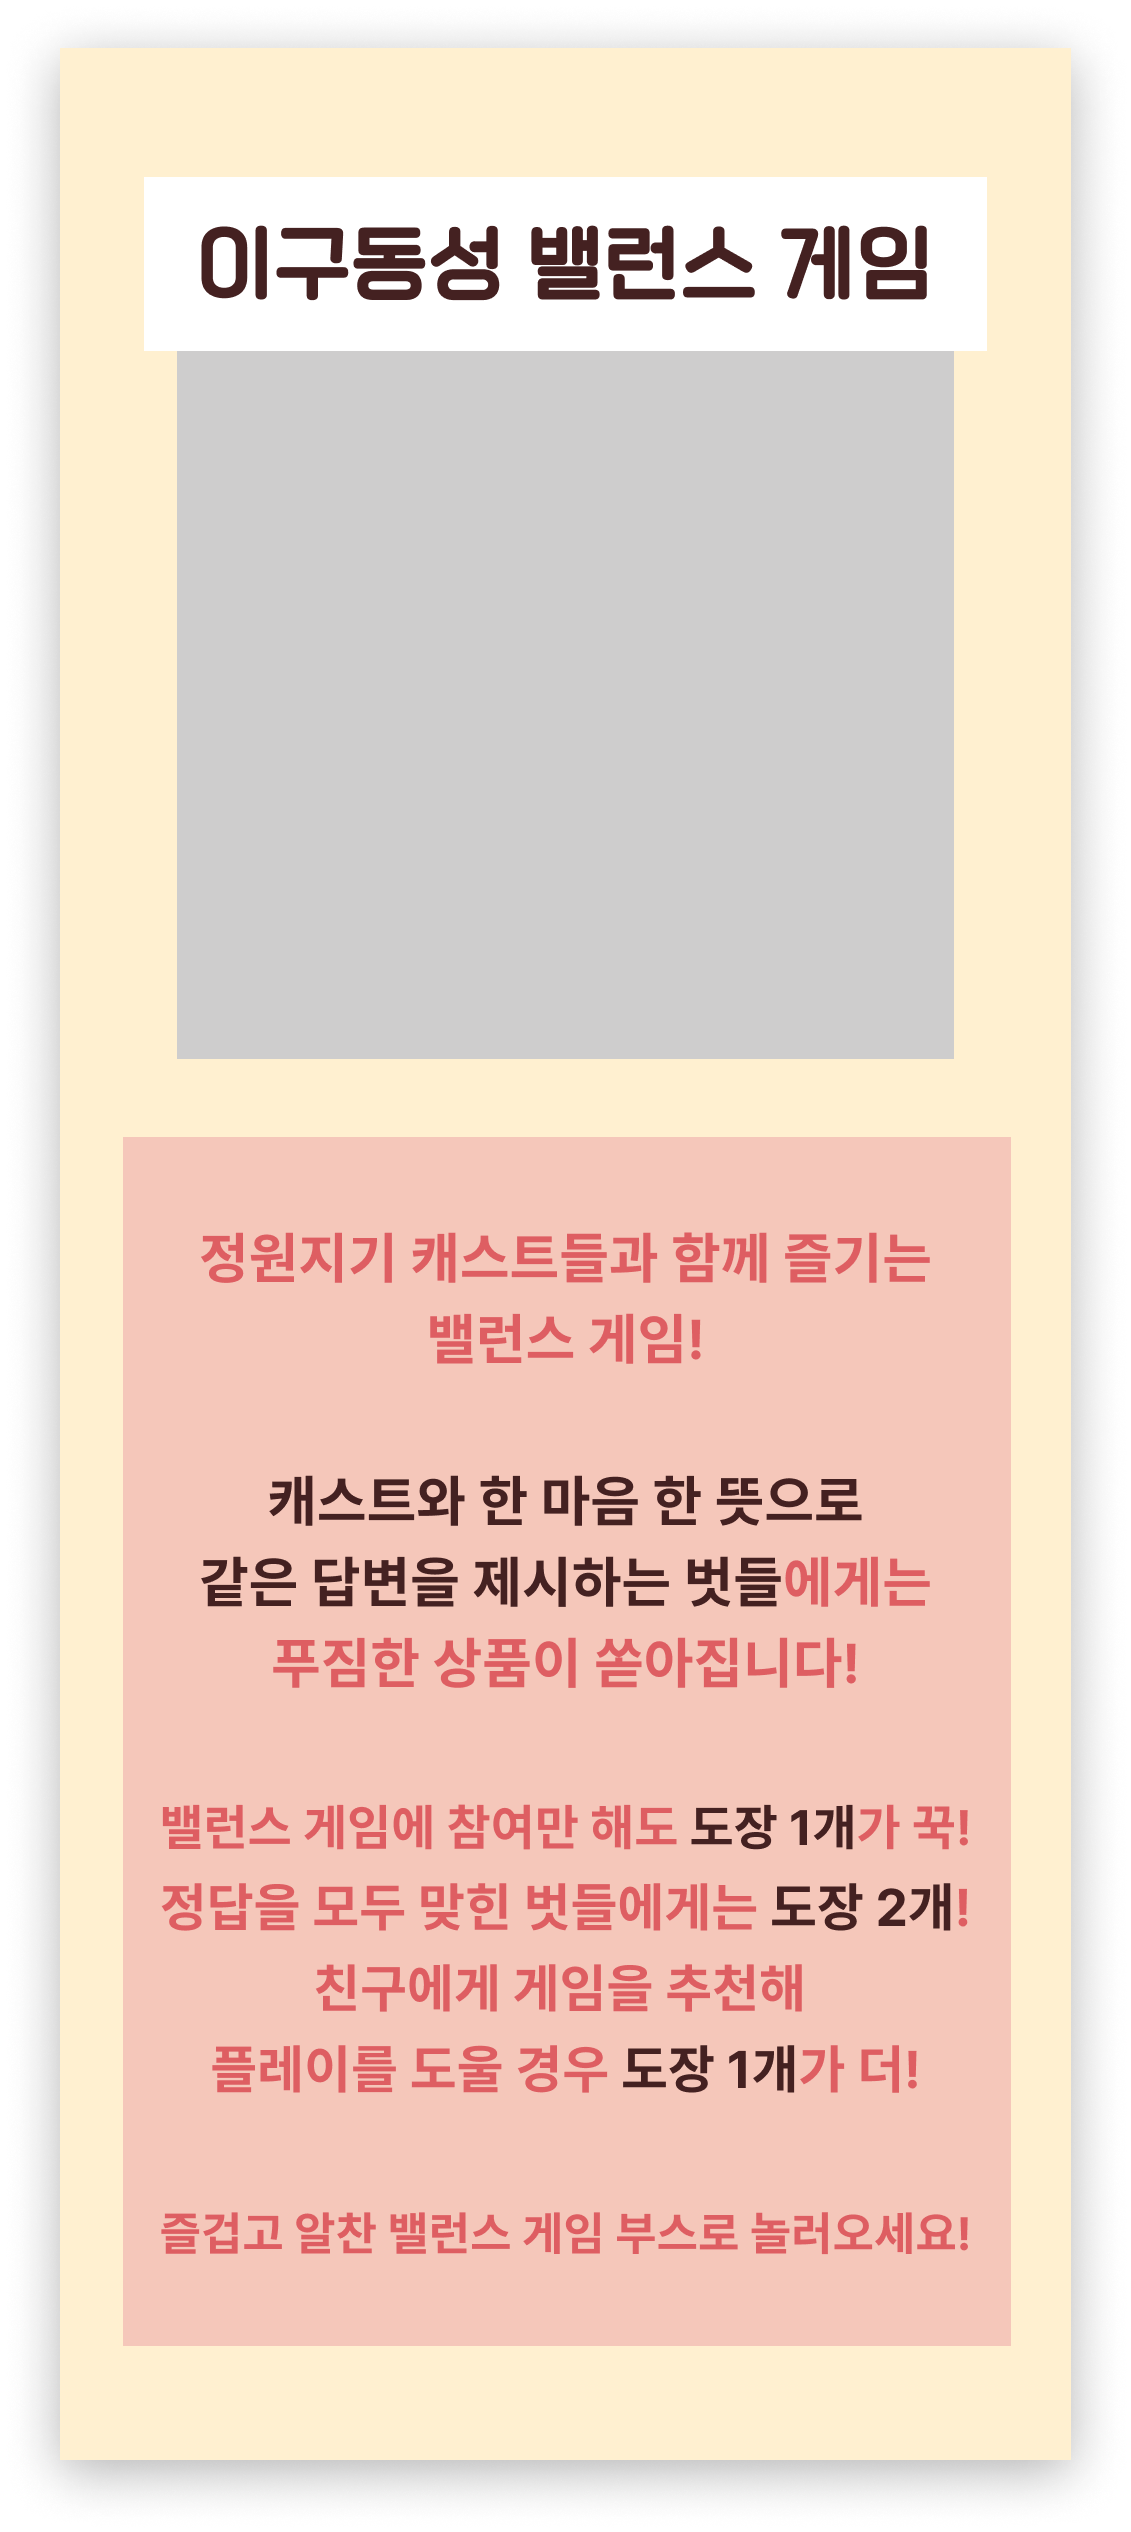 이구동성 밸런스 게임
정원지기 캐스트들과 함께 즐기는
밸런스 게임!
캐스트와 한 마음 한 뜻으로
같은 답변을 제시하는 벗들에게는
푸짐한 상품이 쏟아집니다!
밸런스 게임에 참여만 해도 도장 1개가 꾹!
정답을 모두 맞힌 벗들에게는 도장 2개!
친구에게 게임을 추천해
플레이를 도울 경우 도장 1개가 더!
즐겁고 알찬 밸런스 게임 부스로 놀러오세요!